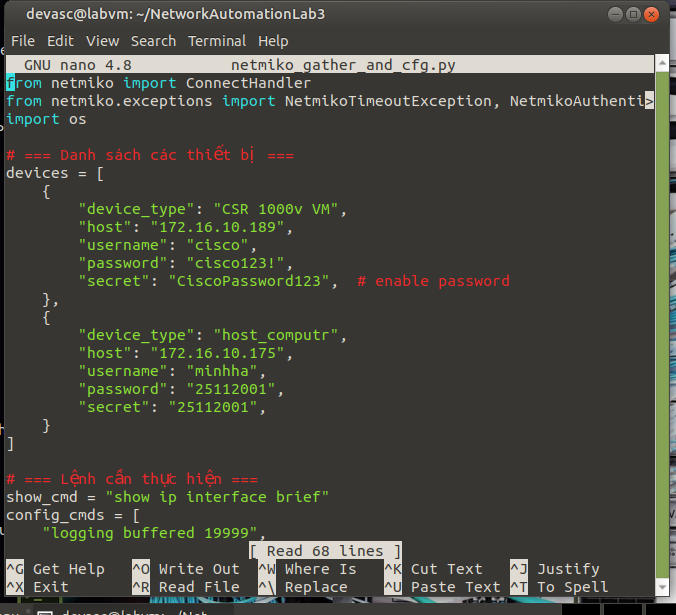 devasc@labvm: ~/NetworkAutomationLab3
File Edit View Search Terminal Help
GNU nano 4.8 netmiko_gather_and_cfg.py
from netmiko import ConnectHandler
from netmiko.exceptions import NetmikoTimeoutException, NetmikoAuthenti>
import os
# === Danh sách các thiết bị ===
devices = [
    {
        "device_type": "CSR 1000v VM",
        "host": "172.16.10.189",
        "username": "cisco",
        "password": "cisco123!",
        "secret": "CiscoPassword123",  # enable password
    },
    {
        "device_type": "host_computr",
        "host": "172.16.10.175",
        "username": "minhha",
        "password": "25112001",
        "secret": "25112001",
    }
]
# === Lệnh cần thực hiện ===
show_cmd = "show ip interface brief"
config_cmds = [
    "logging buffered 19999",
[ Read 68 lines ]
^G Get Help ^O Write Out ^W Where Is ^K Cut Text ^J Justify
^X Exit ^R Read File ^\ Replace ^U Paste Text ^T To Spell